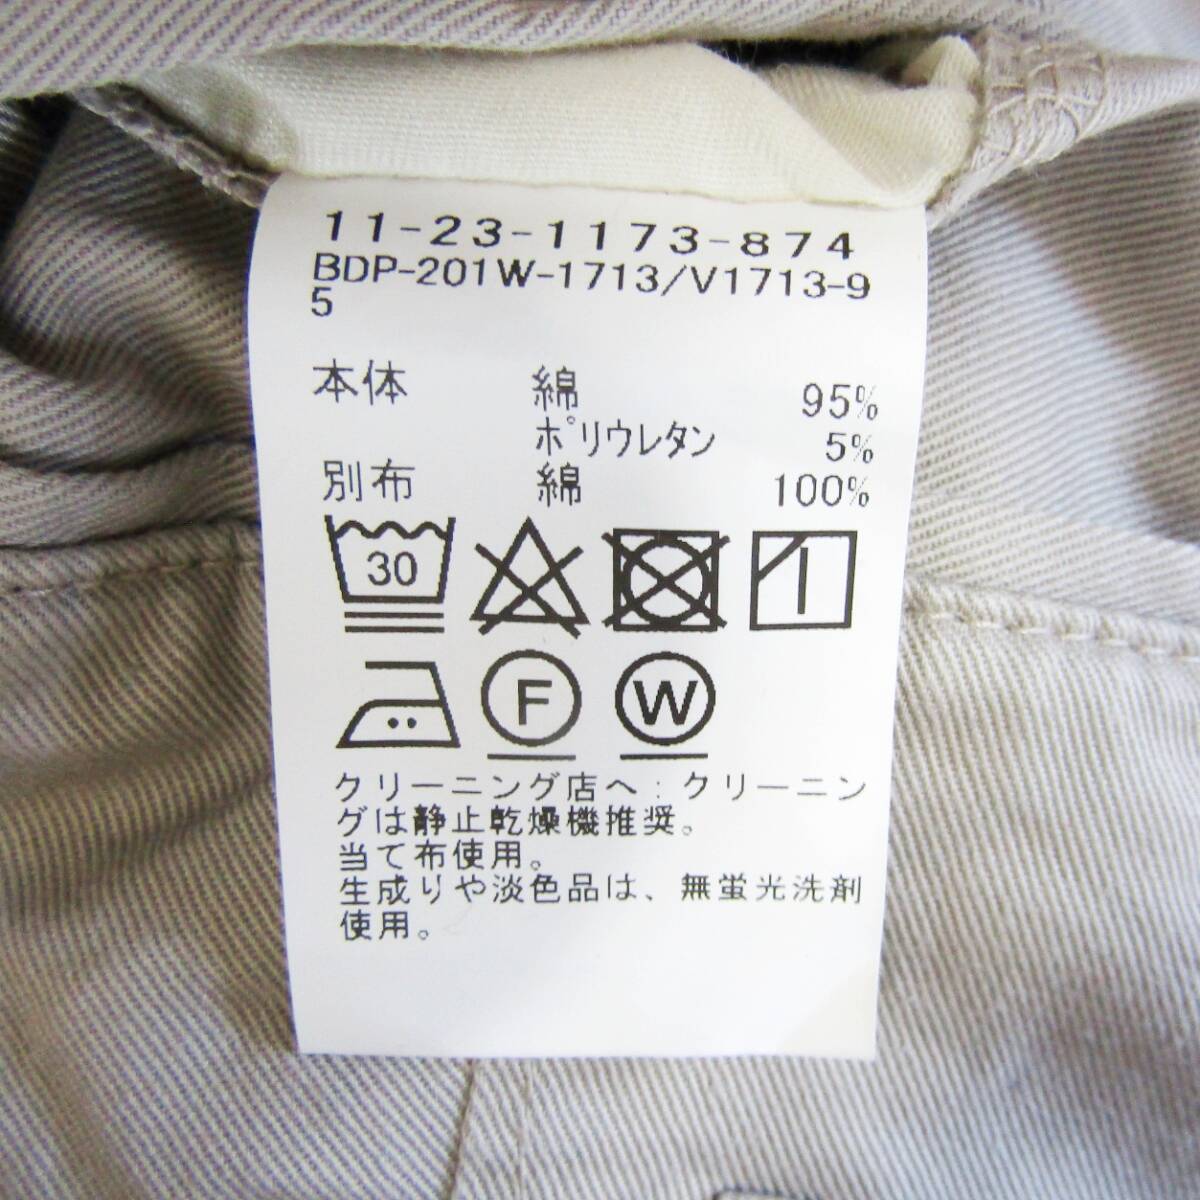 11-23-1173-874
BDP-201W-1713/V1713-9
5
本体 綿 95%
ポリウレタン 5%
別布 綿 100%
30
F W
クリーニング店へ:クリーニン
グは静止乾燥機推奨。
当て布使用。
生成りや淡色品は、無蛍光洗剤
使用。